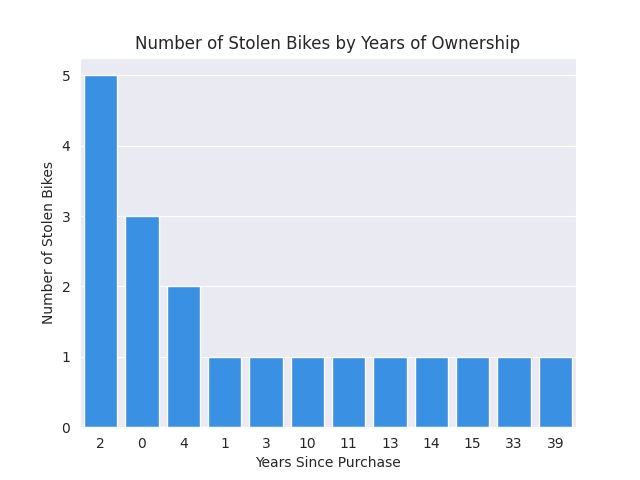 Number of Stolen Bikes by Years of Ownership
5
4
3
2
1
0
Number of Stolen Bikes
2 0 4 1 3 10 11 13 14 15 33 39
Years Since Purchase